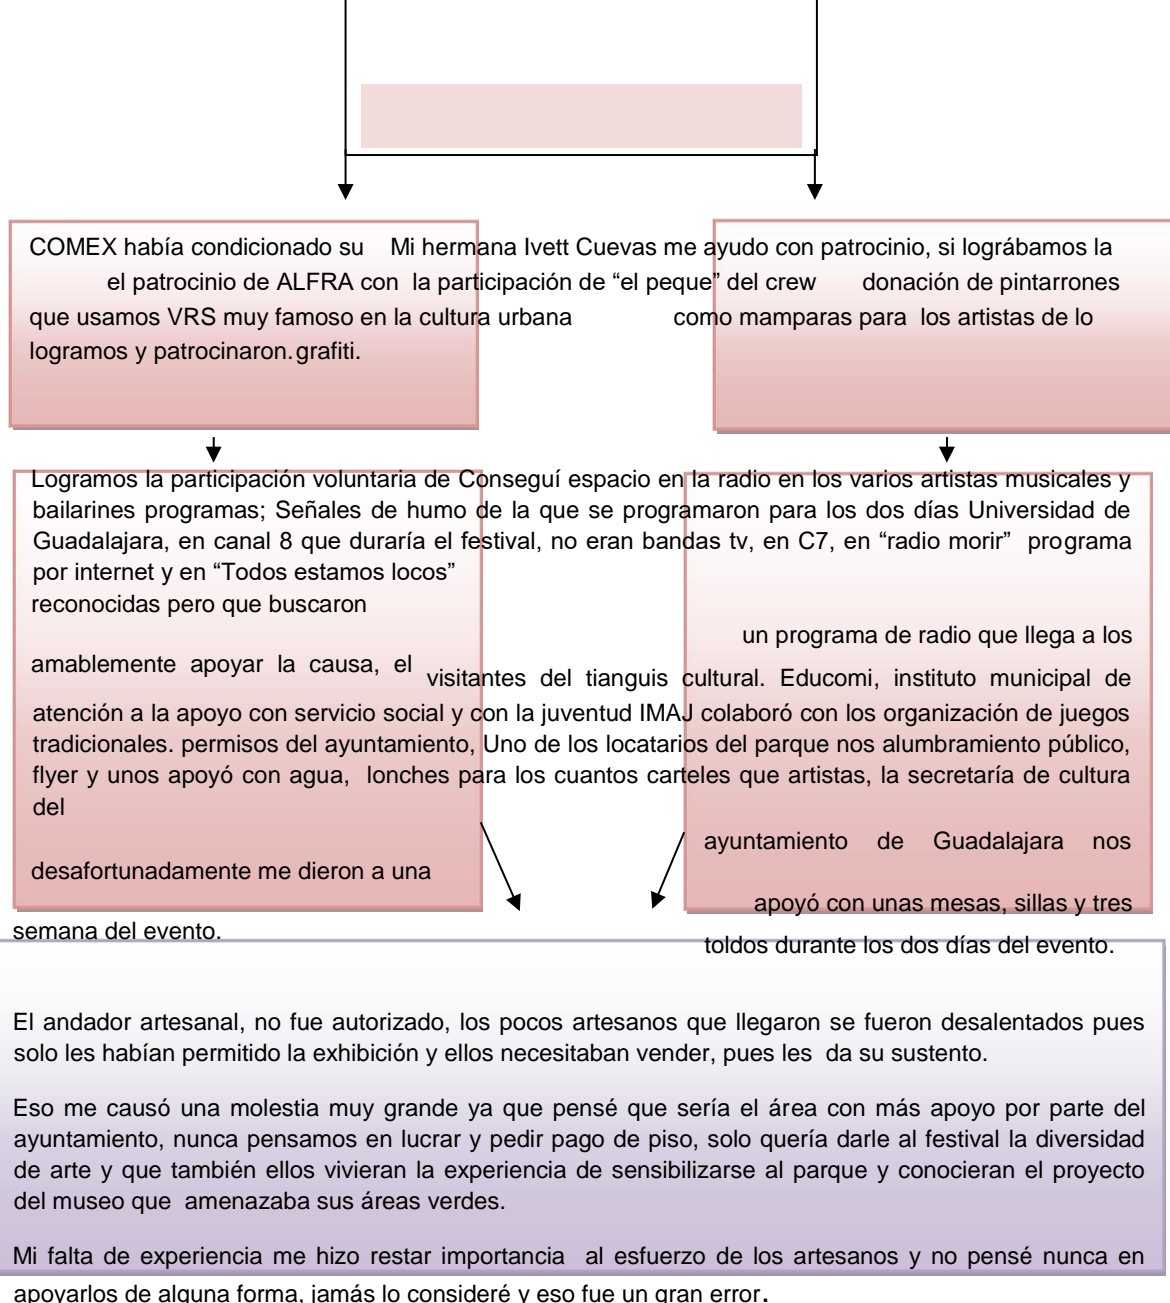 COMEX había condicionado su Mi hermana Ivett Cuevas me ayudo con patrocinio, si lográbamos la
el patrocinio de ALFRA con la participación de “el peque” del crew donación de pintarrones
que usamos VRS muy famoso en la cultura urbana como mamparas para los artistas de lo
logramos y patrocinaron. grafiti.
Logramos la participación voluntaria de Conseguí espacio en la radio en los varios artistas musicales y
bailarines programas; Señales de humo de la que se programaron para los dos días Universidad de
Guadalajara, en canal 8 que duraría el festival, no eran bandas tv, en C7, en “radio morir” programa
por internet y en “Todos estamos locos”
reconocidas pero que buscaron
un programa de radio que llega a los
amablemente apoyar la causa, el
visitantes del tianguis cultural. Educomi, instituto municipal de
atención a la apoyo con servicio social y con la juventud IMAJ colaboró con los organización de juegos
tradicionales. permisos del ayuntamiento, Uno de los locatarios del parque nos alumbramiento público,
flyer y unos apoyó con agua, lonches para los cuantos carteles que artistas, la secretaría de cultura
del
ayuntamiento de Guadalajara nos
desafortunadamente me dieron a una
apoyó con unas mesas, sillas y tres
semana del evento.
toldos durante los dos días del evento.
El andador artesanal, no fue autorizado, los pocos artesanos que llegaron se fueron desalentados pues
solo les habían permitido la exhibición y ellos necesitaban vender, pues les da su sustento.
Eso me causó una molestia muy grande ya que pensé que sería el área con más apoyo por parte del
ayuntamiento, nunca pensamos en lucrar y pedir pago de piso, solo quería darle al festival la diversidad
de arte y que también ellos vivieran la experiencia de sensibilizarse al parque y conocieran el proyecto
del museo que amenazaba sus áreas verdes.
Mi falta de experiencia me hizo restar importancia al esfuerzo de los artesanos y no pensé nunca en
apoyarlos de alguna forma, jamás lo consideré y eso fue un gran error.